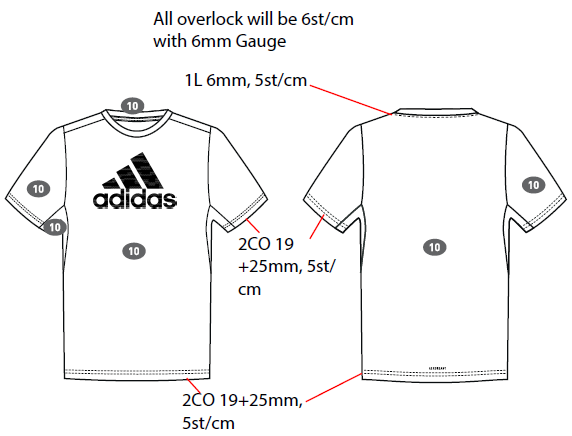 All overlock will be 6st/cm
with 6mm Gauge
1L 6mm, 5st/cm
10
adidas
10
10
10
10
10
2CO 19
+25mm, 5st/
cm
2CO 19+25mm,
5st/cm